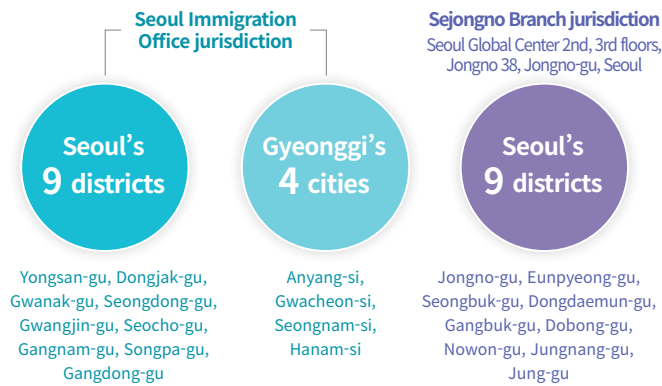 Seoul Immigration
Office jurisdiction
Sejongno Branch jurisdiction
Seoul Global Center 2nd, 3rd floors,
Jongno 38, Jongno-gu, Seoul
Seoul's
9 districts
Gyeonggi's
4 cities
Seoul's
9 districts
Yongsan-gu, Dongjak-gu,
Gwanak-gu, Seongdong-gu,
Gwangjin-gu, Seocho-gu,
Gangnam-gu, Songpa-gu,
Gangdong-gu
Anyang-si,
Gwacheon-si,
Seongnam-si,
Hanam-si
Jongno-gu, Eunpyeong-gu,
Seongbuk-gu, Dongdaemun-gu,
Gangbuk-gu, Dobong-gu,
Nowon-gu, Jungnang-gu,
Jung-gu